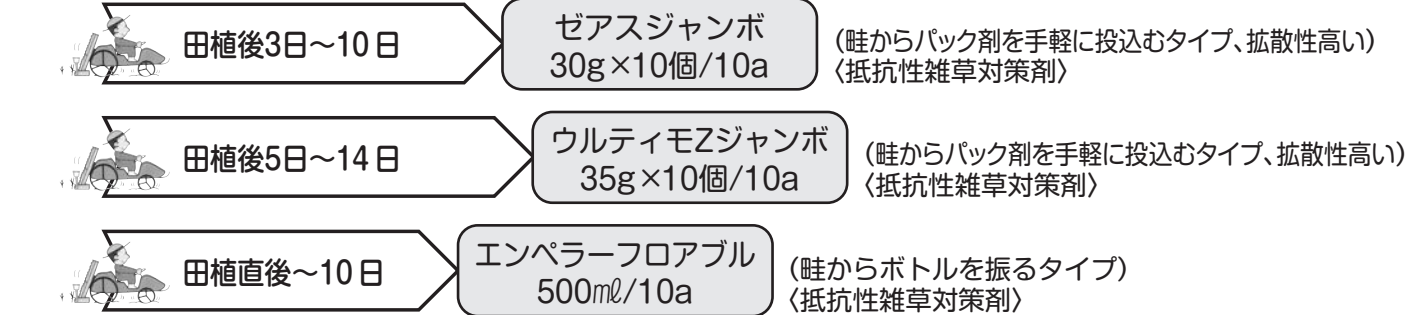 田植後3日～10日
ゼアスジャンボ
30g×10個/10a
（畦からパック剤を手軽に投込むタイプ、拡散性高い）
〈抵抗性雑草対策剤〉
田植後5日～14日
ウルティモZジャンボ
35g×10個/10a
（畦からパック剤を手軽に投込むタイプ、拡散性高い）
〈抵抗性雑草対策剤〉
田植直後～10日
エンペラーフロアブル
500㎖/10a
（畦からボトルを振るタイプ）
〈抵抗性雑草対策剤〉